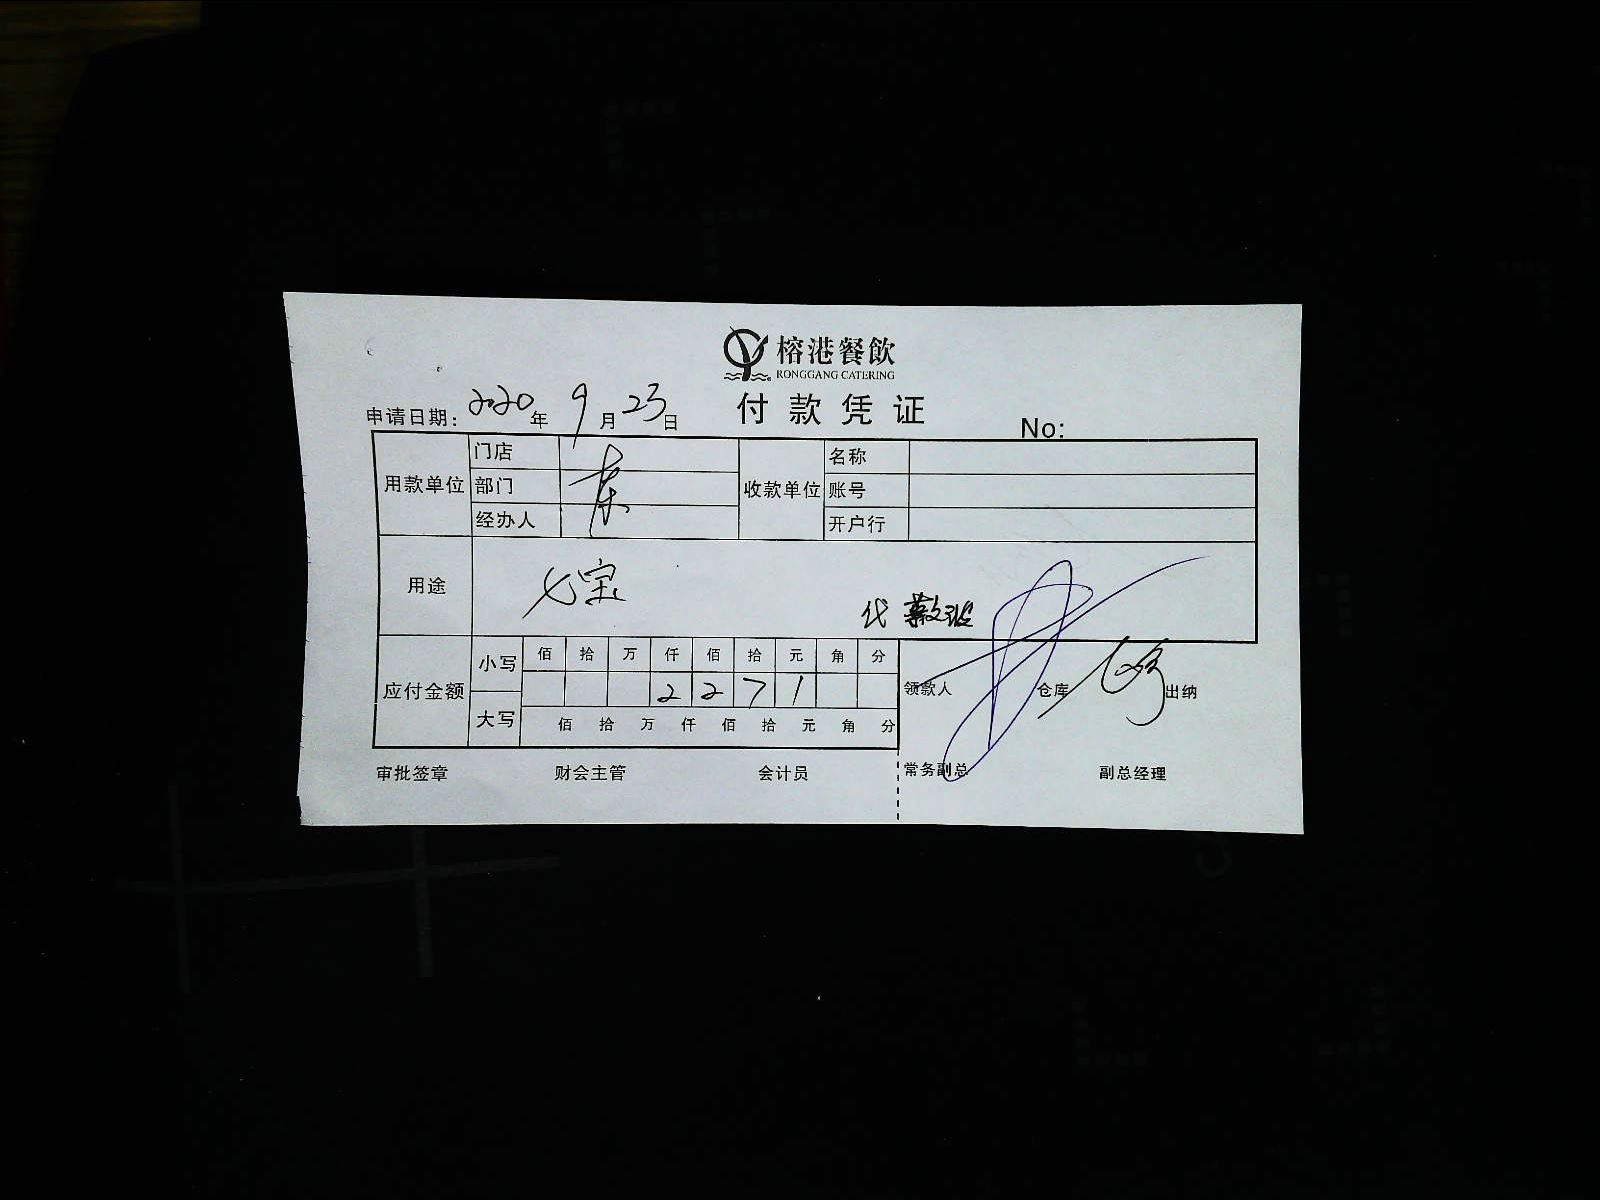 榕港餐飲
RONGGANG CATERING
付款凭证
申请日期: 2020年9月23日 No:
用款单位 门店 收款单位 名称
部门 东 账号
经办人 开户行
用途 七宝
代
应付金额 小写 佰 拾 万 仟 佰 拾 元 角 分
2 2 7 1
领款人 仓库 出纳
大写 佰 拾 万 仟 佰 拾 元 角 分
审批签章 财会主管 会计员 常务副总 副总经理